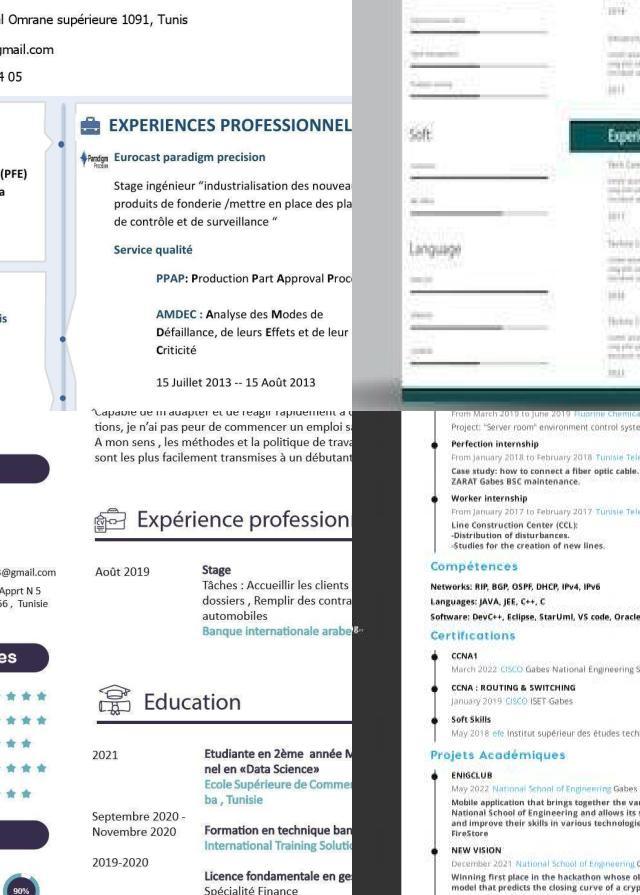 l Omrane supérieure 1091, Tunis
gmail.com
4 05
(PFE)
a
is
EXPERIENCES PROFESSIONNEL
Paradigm
Precision
Eurocast paradigm precision
Stage ingénieur “industrialisation des nouveau
produits de fonderie /mettre en place des pla
de contrôle et de surveillance “
Service qualité
PPAP: Production Part Approval Proc
AMDEC : Analyse des Modes de
Défaillance, de leurs Effets et de leur
Criticité
15 Juillet 2013 -- 15 Août 2013
Soft
Language
Experi
Capable de m'adapter et de réagir rapidement à
tions, je n’ai pas peur de commencer un emploi sa
A mon sens , les méthodes et la politique de trava
sont les plus facilement transmises à un débutant
@gmail.com
Apprt N 5
56 , Tunisie
es
90%
Expérience profession
Août 2019
Stage
Tâches : Accueillir les clients
dossiers , Remplir des contra
automobiles
Banque internationale arabe
g..
Education
2021
Etudiante en 2ème année M
nel en «Data Science»
Ecole Supérieure de Commer
ba , Tunisie
Septembre 2020 -
Novembre 2020
Formation en technique ban
International Training Soluti
2019-2020
Licence fondamentale en ge
Spécialité Finance
From March 2019 to June 2019 Fluorine Chemica
Project: "Server room" environment control syste
Perfection internship
From January 2018 to February 2018 Tunisie Tele
Case study: how to connect a fiber optic cable.
ZARAT Gabes BSC maintenance.
Worker internship
From January 2017 to February 2017 Tunisie Tele
Line Construction Center (CCL):
-Distribution of disturbances.
-Studies for the creation of new lines.
Compétences
Networks: RIP, BGP, OSPF, DHCP, IPv4, IPv6
Languages: JAVA, JEE, C++, C
Software: DevC++, Eclipse, StarUml, VS code, Oracle
Certifications
CCNA1
March 2022 CISCO Gabes National Engineering S
CCNA : ROUTING & SWITCHING
January 2019 CISCO ISET Gabes
Soft Skills
May 2018 efe Institut supérieur des études tech
Projets Académiques
ENIGCLUB
May 2022 National School of Engineering Gabes
Mobile application that brings together the va
National School of Engineering and allows its s
and improve their skills in various technologie
FireStore
NEW VISION
December 2021 National School of Engineering G
Winning first place in the hackathon whose o
model that predicts the closing curve of a w